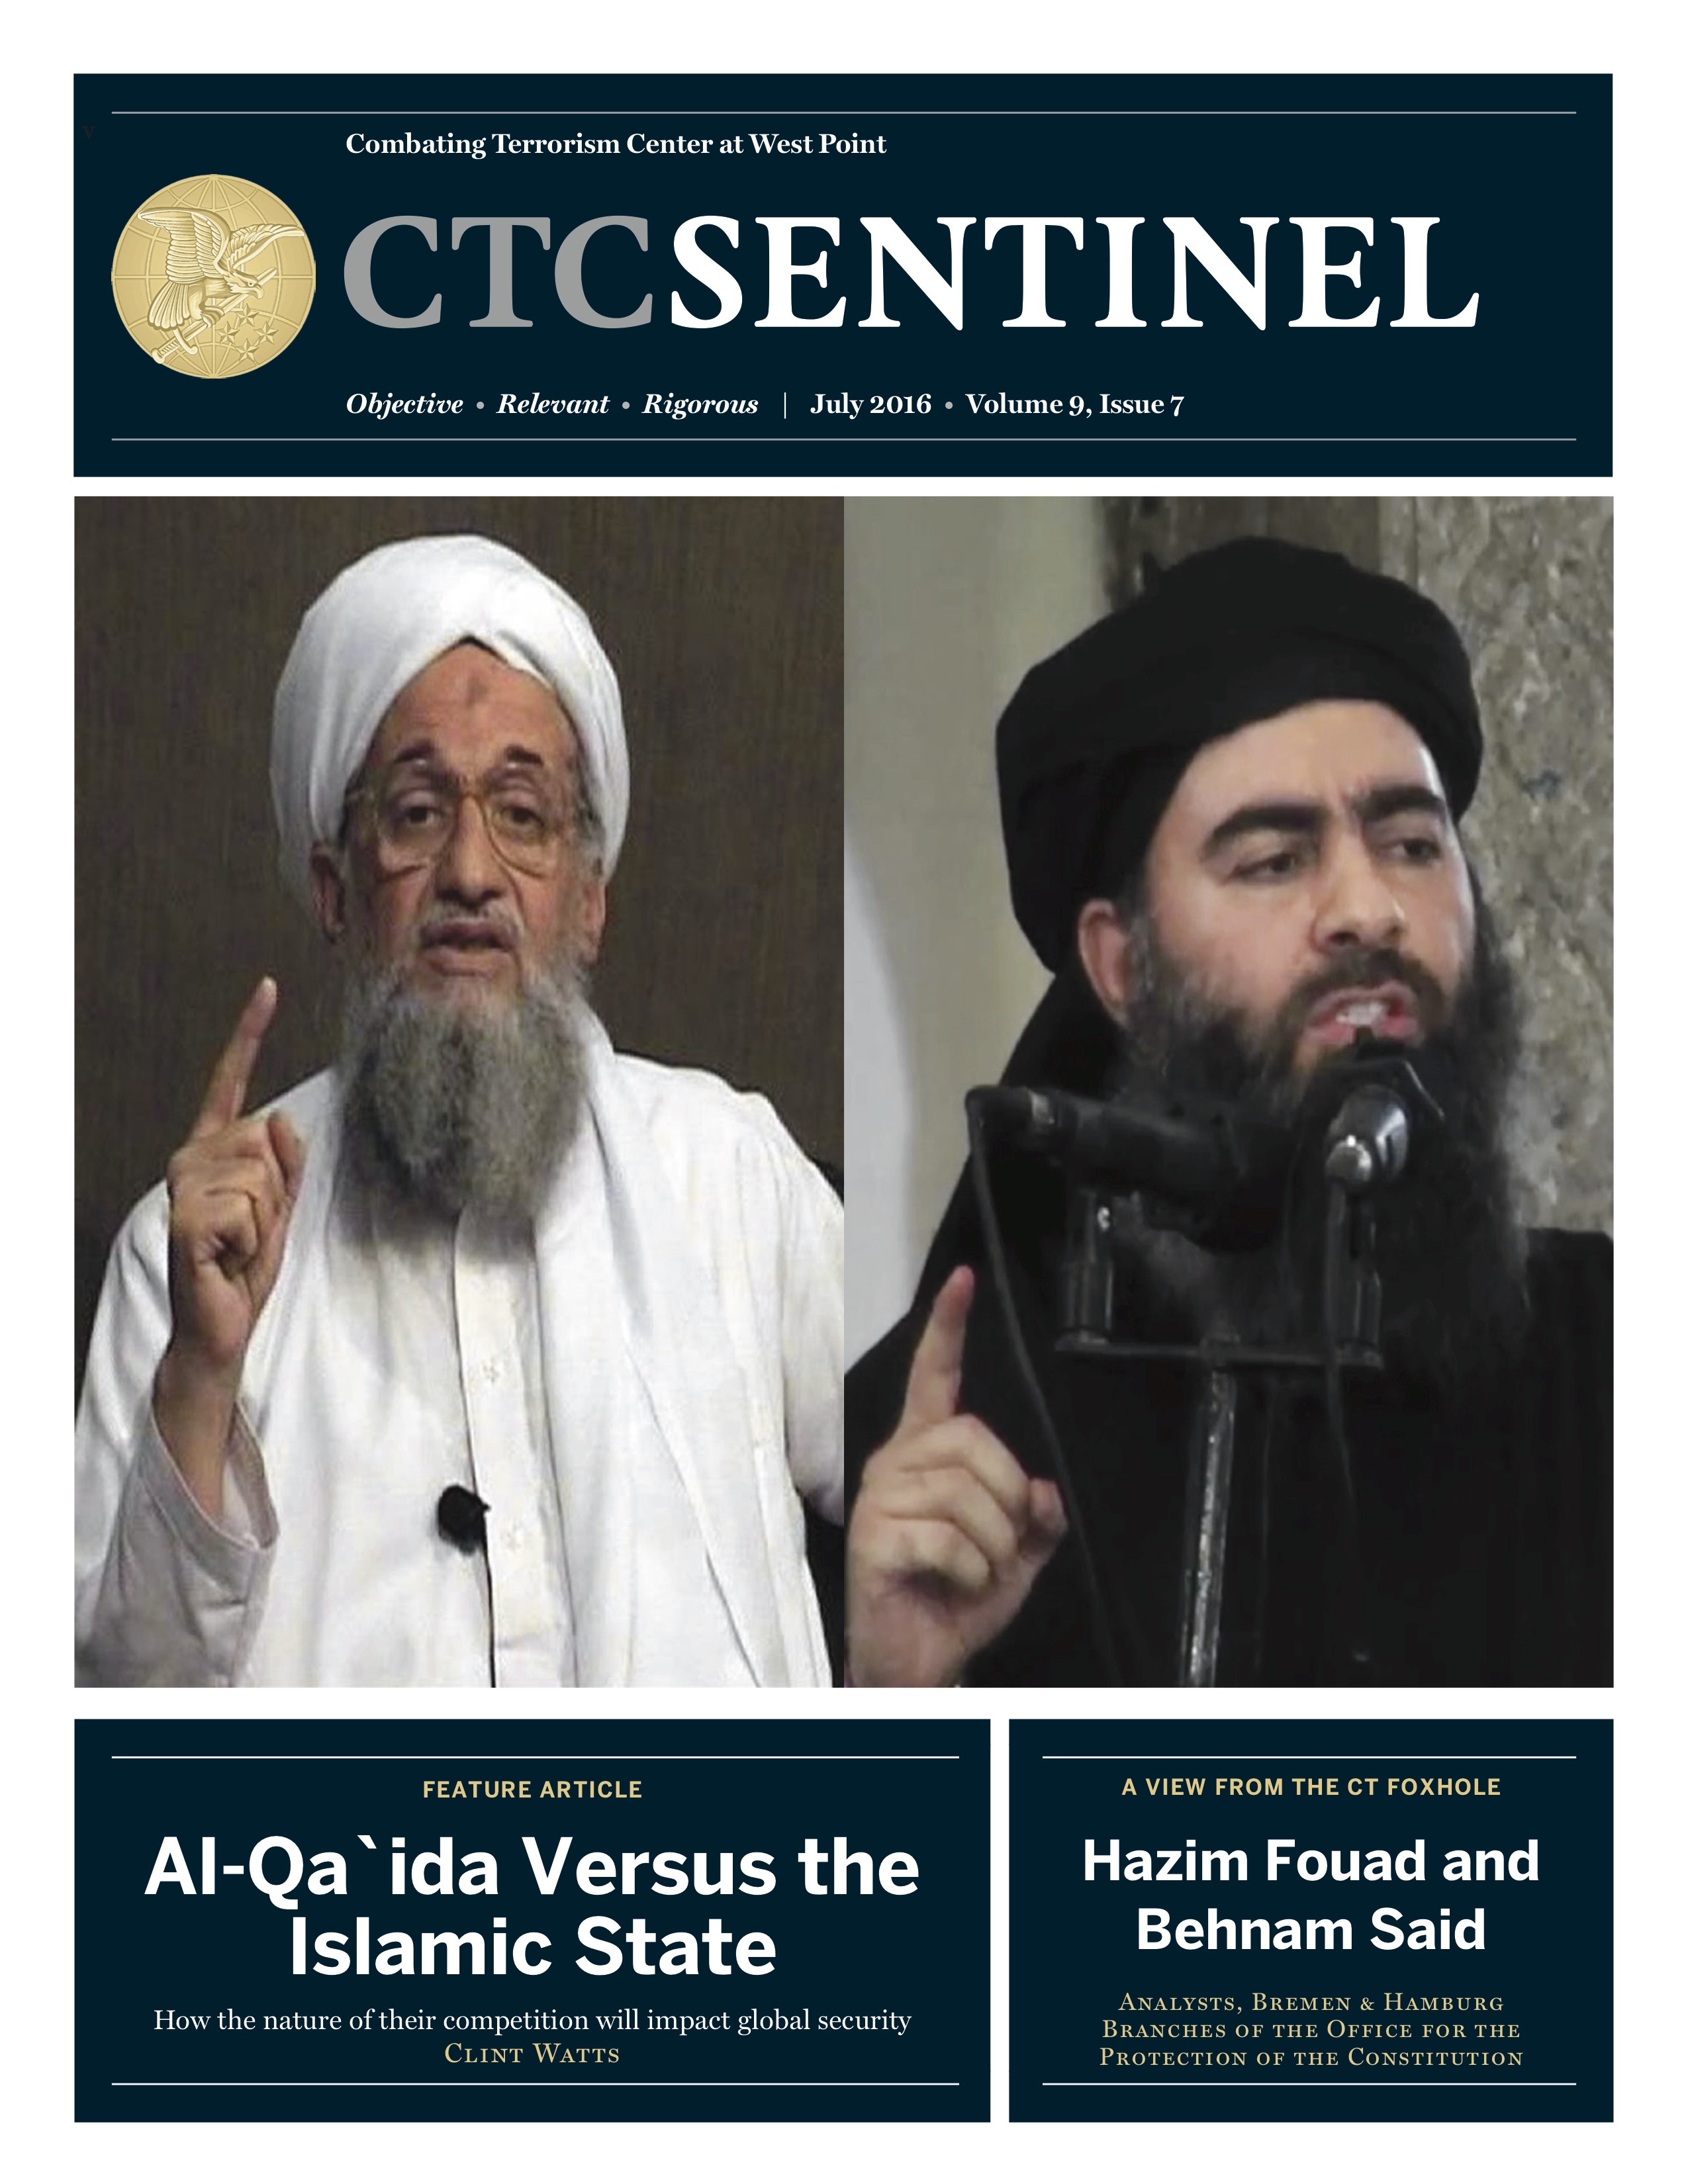 v
Combating Terrorism Center at West Point
CTCSENTINEL
Objective • Relevant • Rigorous | July 2016 • Volume 9, Issue 7
FEATURE ARTICLE
Al-Qa`ida Versus the
Islamic State
How the nature of their competition will impact global security
Clint Watts
A VIEW FROM THE CT FOXHOLE
Hazim Fouad and
Behnam Said
Analysts, Bremen & Hamburg
Branches of the Office for the
Protection of the Constitution